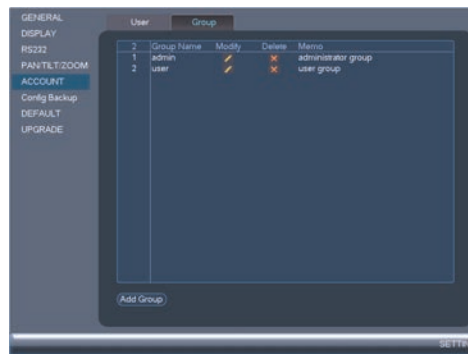 GENERAL
DISPLAY
RS232
PAN/TILT/ZOOM
ACCOUNT
Config Backup
DEFAULT
UPGRADE
User Group
2 Group Name Modify Delete Memo
1 admin administrator group
2 user user group
Add Group
SETTIN